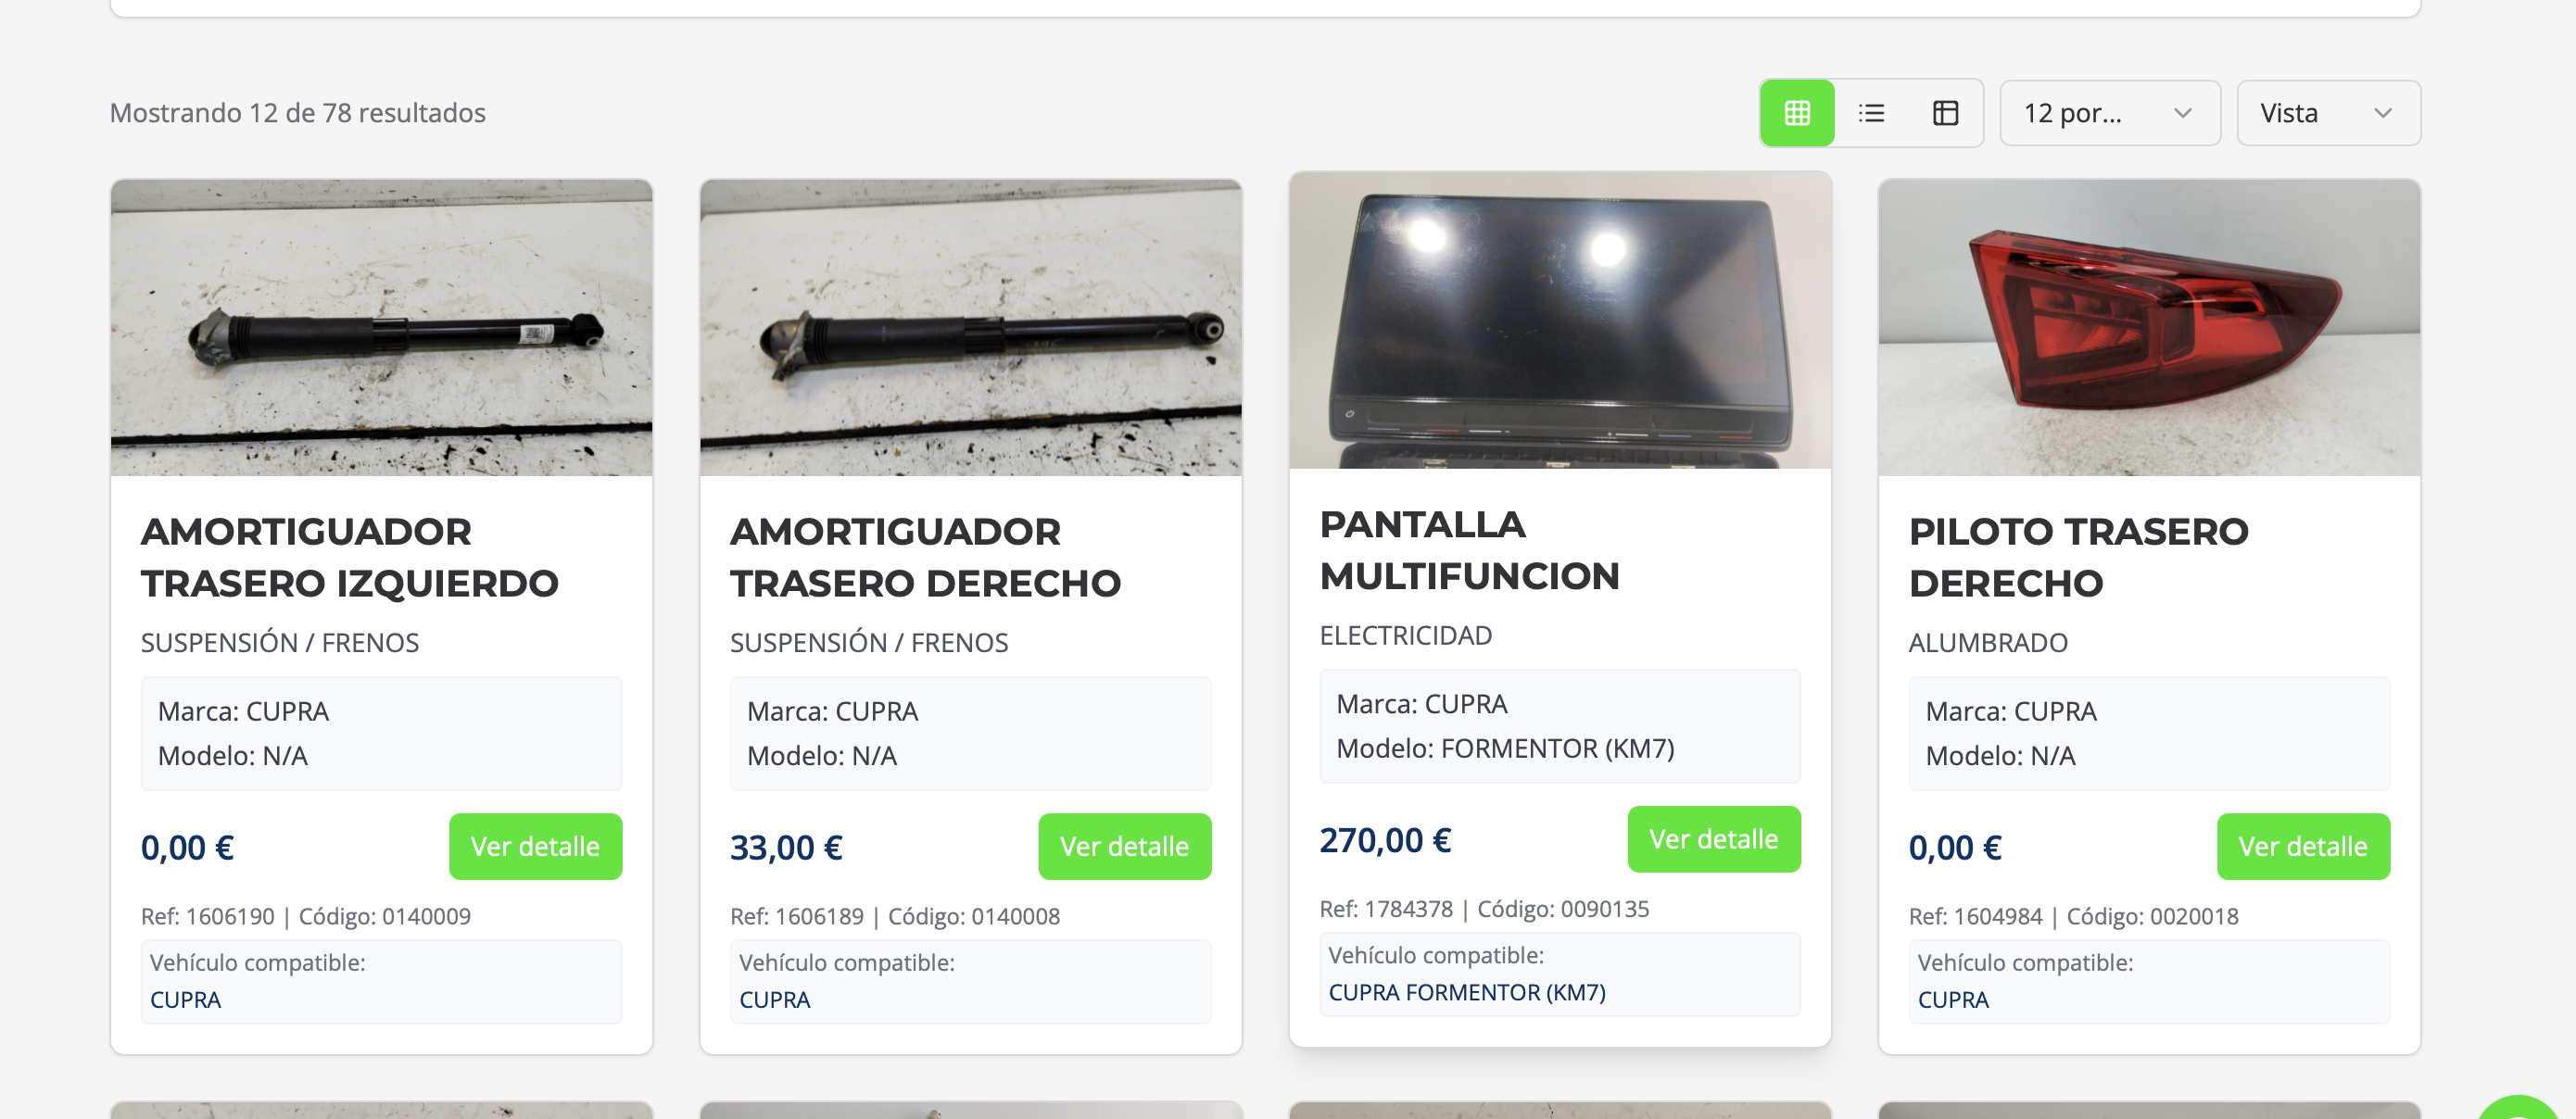 Mostrando 12 de 78 resultados
12 por...
Vista
AMORTIGUADOR
TRASERO IZQUIERDO
SUSPENSIÓN / FRENOS
Marca: CUPRA
Modelo: N/A
0,00 €
Ver detalle
Ref: 1606190 | Código: 0140009
Vehículo compatible:
CUPRA
AMORTIGUADOR
TRASERO DERECHO
SUSPENSIÓN / FRENOS
Marca: CUPRA
Modelo: N/A
33,00 €
Ver detalle
Ref: 1606189 | Código: 0140008
Vehículo compatible:
CUPRA
PANTALLA
MULTIFUNCION
ELECTRICIDAD
Marca: CUPRA
Modelo: FORMENTOR (KM7)
270,00 €
Ver detalle
Ref: 1784378 | Código: 0090135
Vehículo compatible:
CUPRA FORMENTOR (KM7)
PILOTO TRASERO
DERECHO
ALUMBRADO
Marca: CUPRA
Modelo: N/A
0,00 €
Ver detalle
Ref: 1604984 | Código: 0020018
Vehículo compatible:
CUPRA